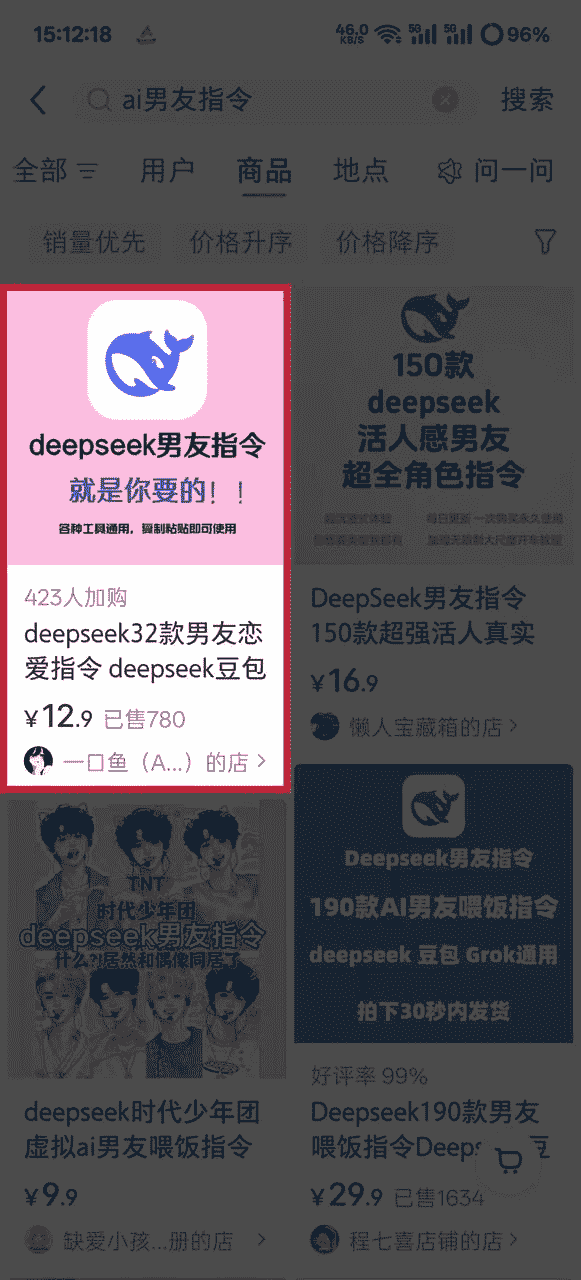 15:12:18
46.0 KB/S 5G 5G 96%
ai男友指令
搜索
全部 用户 商品 地点 问一问
销量优先 价格升序 价格降序
deepseek男友指令
就是你要的！！
各种工具通用，复制粘贴即可使用
423人加购
deepseek32款男友恋
爱指令 deepseek豆包
¥12.9 已售780
一口鱼（A...）的店
150款
deepseek
活人感男友
超全角色指令
DeepSeek男友指令
150款超强活人真实
¥16.9
懒人宝藏箱的店
TNT
时代少年团
deepseek男友指令
什么?!居然和偶像同居了
deepseek时代少年团
虚拟ai男友喂饭指令
¥9.9
缺爱小孩...册的店
Deepseek男友指令
190款AI男友喂饭指令
deepseek 豆包 Grok通用
拍下30秒内发货
好评率 99%
Deepseek190款男友
喂饭指令Deeps 豆
¥29.9 已售1634
程七喜店铺的店